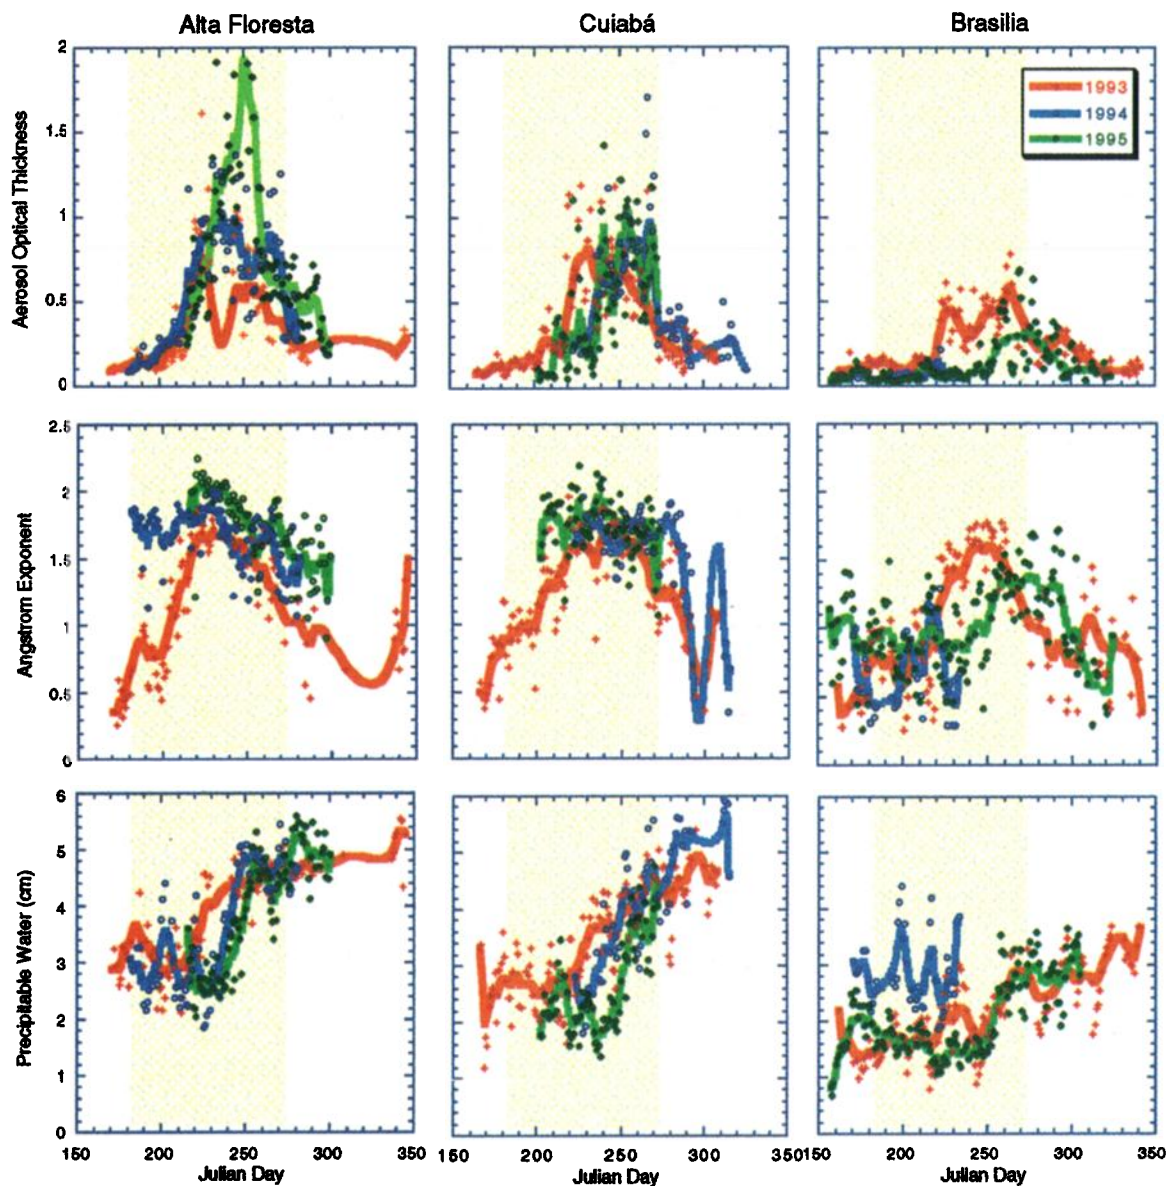 Alta Floresta
Cuiabá
Brasilia
2
1.5
1
0.5
0
Aerosol Optical Thickness
1993
1994
1995
2.5
2
1.5
1
0.5
0
Angstrom Exponent
6
5
4
3
2
1
0
Precipitable Water (cm)
150 200 250 300 350
150 200 250 300 350
150 200 250 300 350
Julian Day
Julian Day
Julian Day